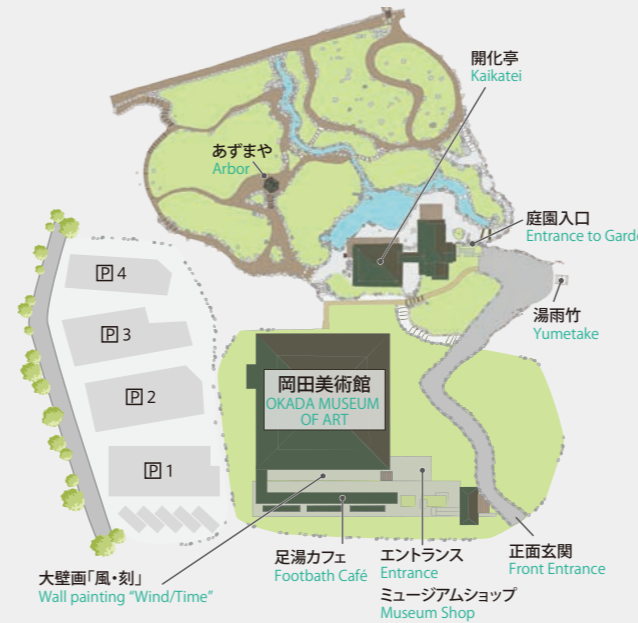 開化亭
Kaikatei
あずまや
Arbor
庭園入口
Entrance to Garde
湯雨竹
Yumetake
P 4
P 3
P 2
P 1
岡田美術館
OKADA MUSEUM
OF ART
大壁画「風・刻」
Wall painting “Wind/Time”
足湯カフェ
Footbath Café
エントランス
Entrance
ミュージアムショップ
Museum Shop
正面玄関
Front Entrance